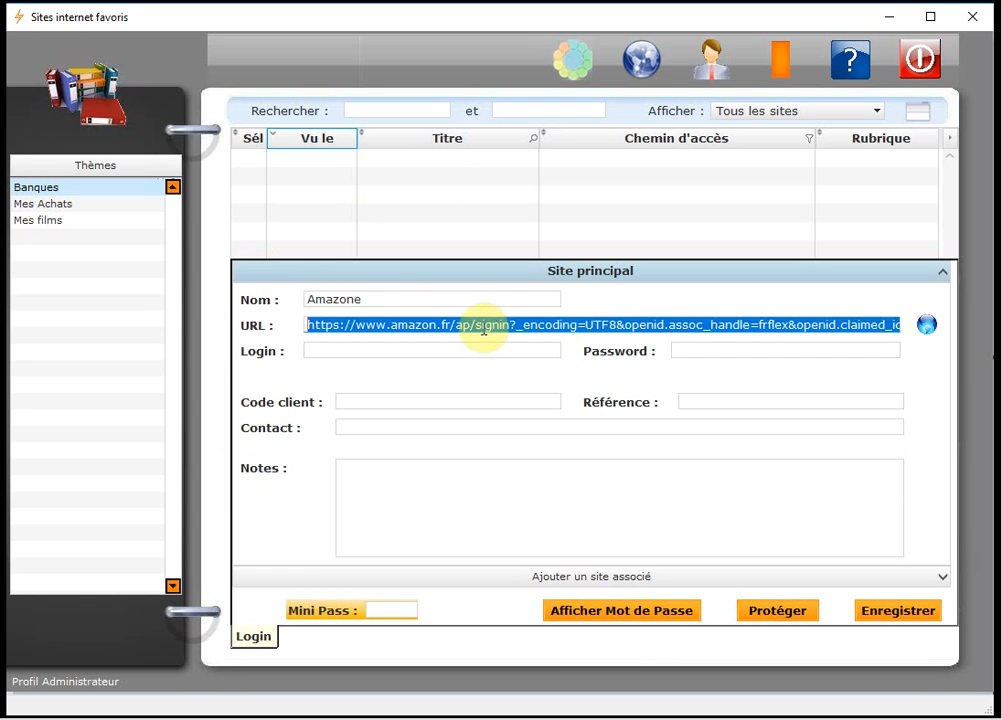 Sites internet favoris
?
Rechercher :
et
Afficher :
Tous les sites
Sél
Vu le
Titre
Chemin d'accès
Rubrique
Thèmes
Banques
Mes Achats
Mes films
Site principal
Nom :
Amazone
URL :
https://www.amazon.fr/ap/signin?_encoding=UTF8&openid.assoc_handle=frflex&openid.claimed_id
Login :
Password :
Code client :
Référence :
Contact :
Notes :
Ajouter un site associé
Mini Pass :
Afficher Mot de Passe
Protéger
Enregistrer
Login
Profil Administrateur